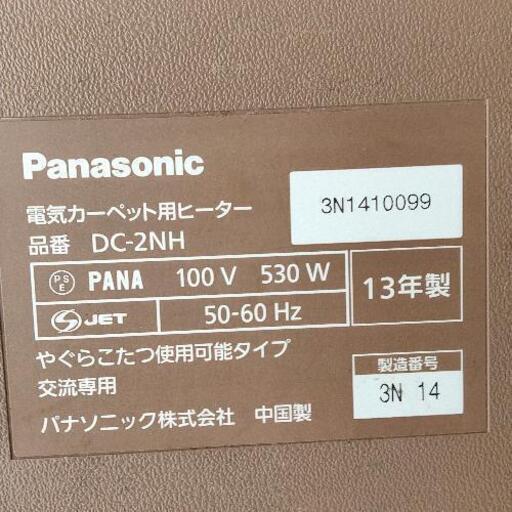 Panasonic
電気カーペット用ヒーター
品番 DC-2NH
3N1410099
PSE PANA 100 V 530 W
13年製
S JET 50-60 Hz
やぐらこたつ使用可能タイプ
交流専用
製造番号
3N 14
パナソニック株式会社 中国製